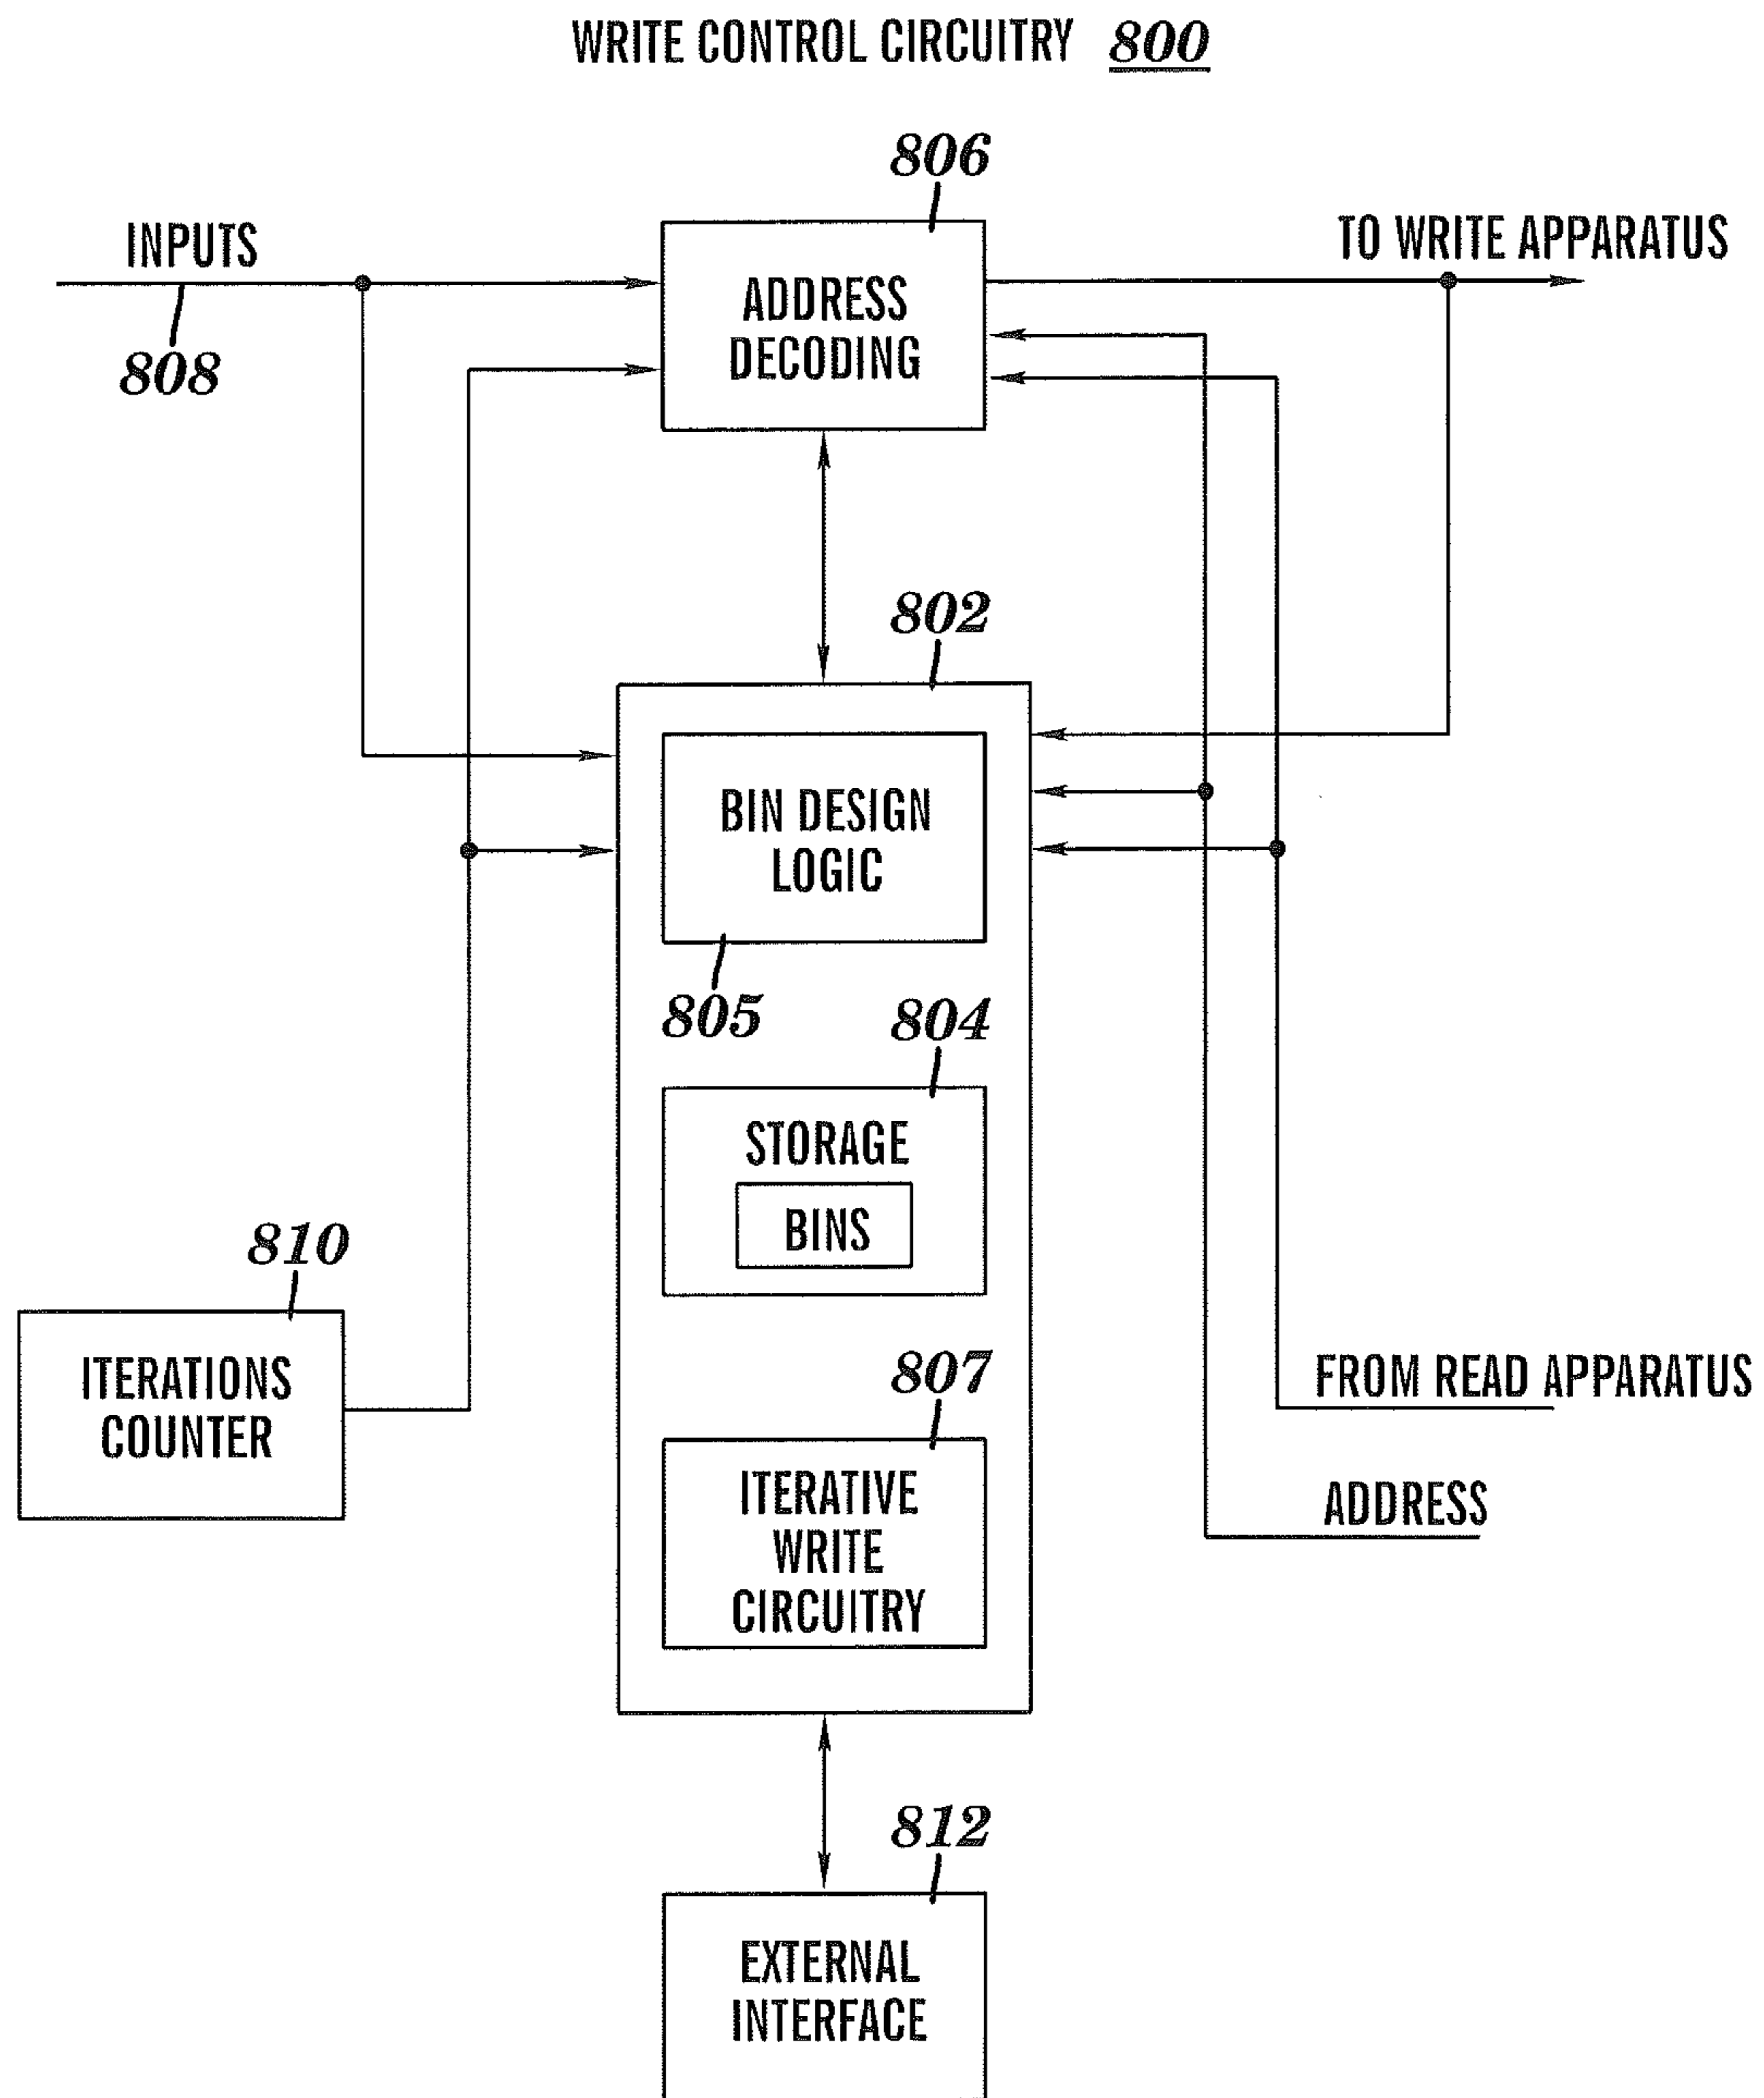 WRITE CONTROL CIRCUITRY 800
806
INPUTS
TO WRITE APPARATUS
808
ADDRESS
DECODING
802
BIN DESIGN
LOGIC
805
804
STORAGE
BINS
810
ITERATIONS
COUNTER
807
FROM READ APPARATUS
ITERATIVE
WRITE
CIRCUITRY
ADDRESS
812
EXTERNAL
INTERFACE